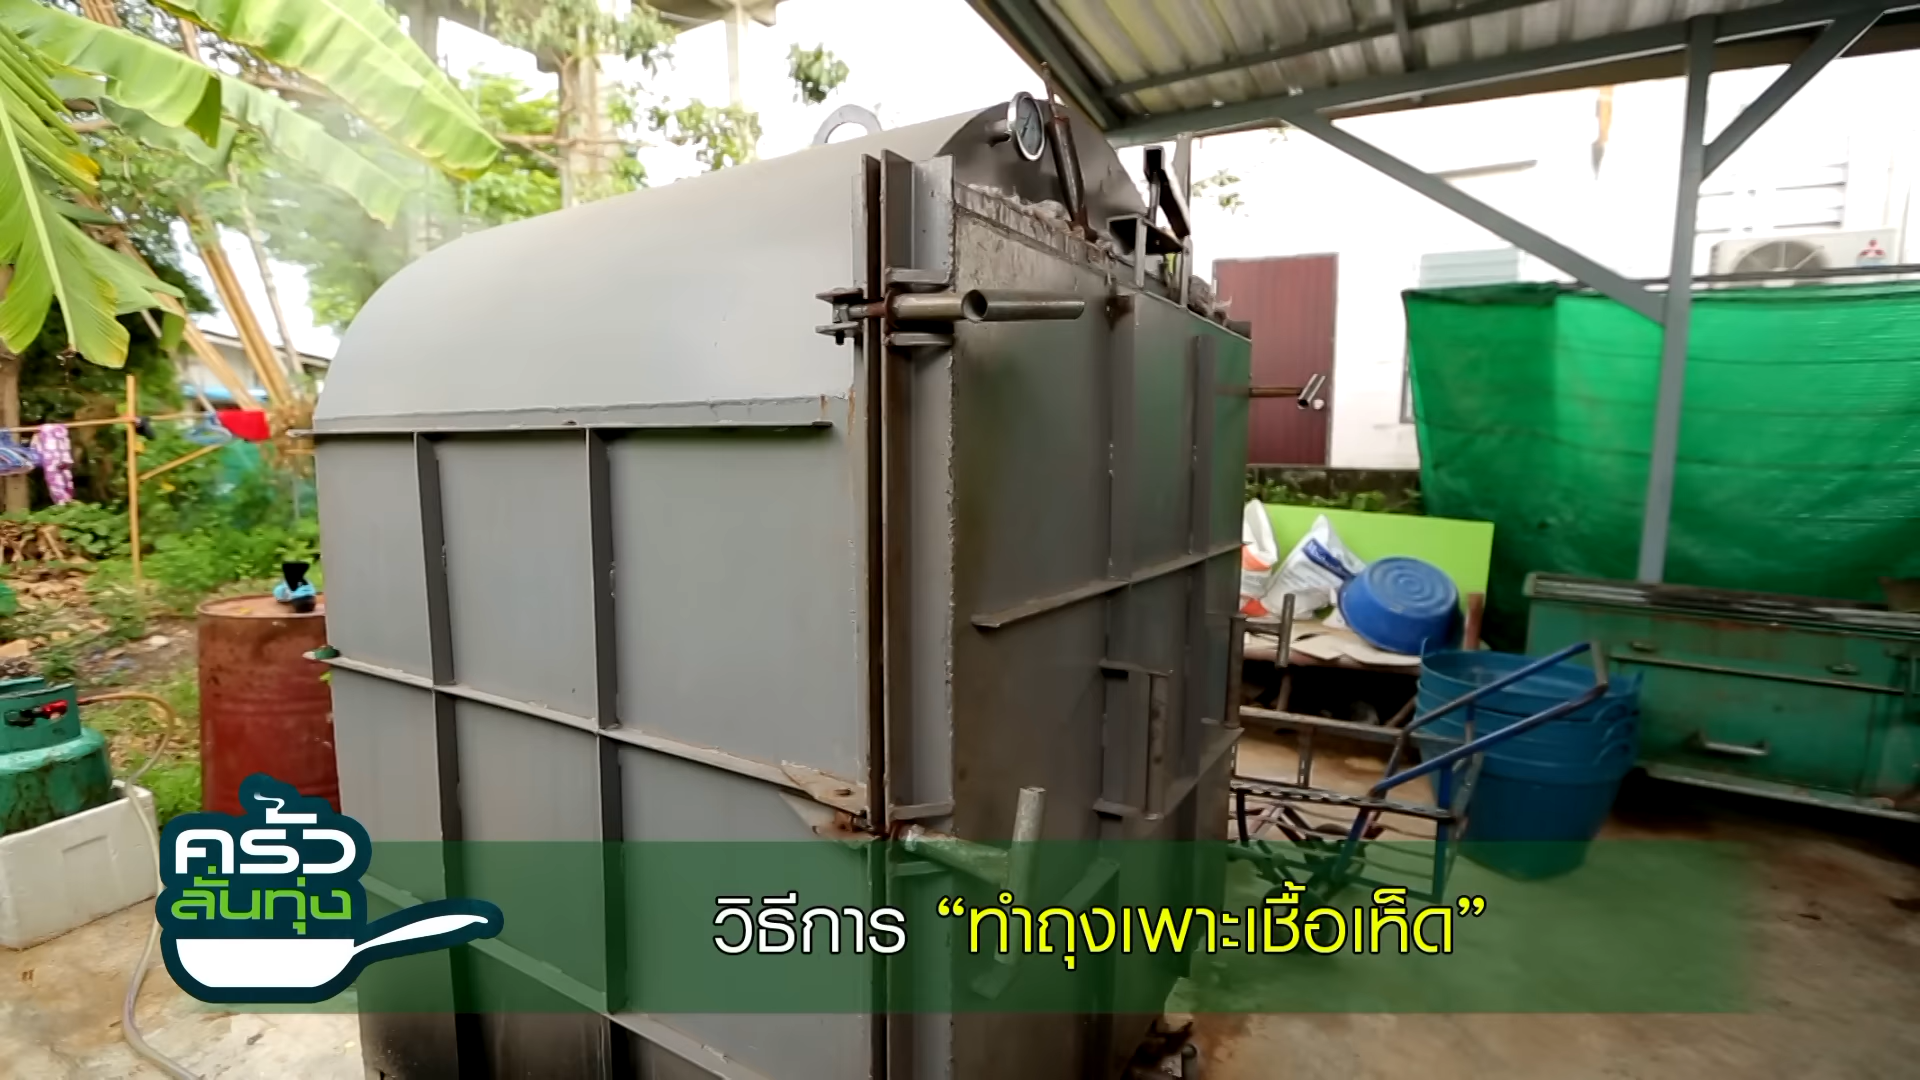 ครัว
ลั่นทุ่ง
วิธีการ “ทำถุงเพาะเชื้อเห็ด”